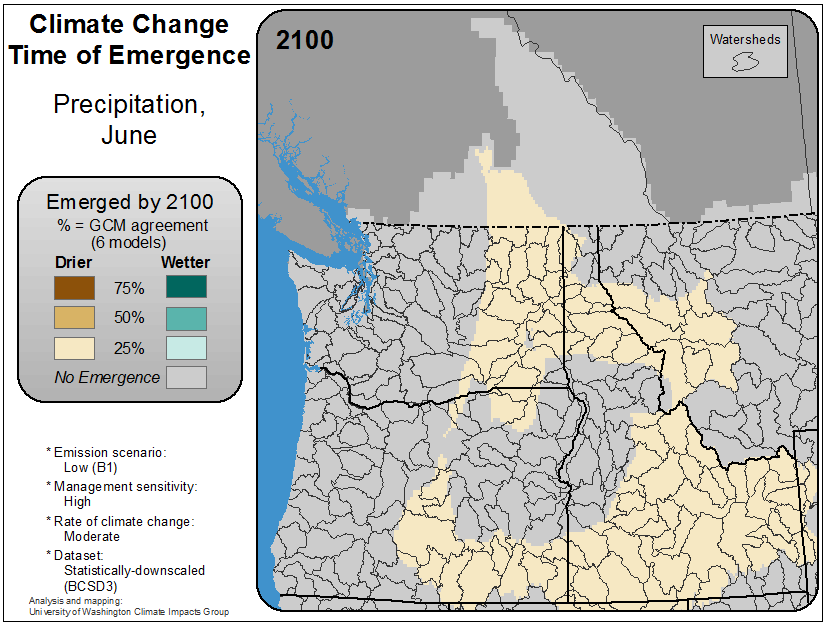 Climate Change
Time of Emergence
Precipitation,
June
2100
Watersheds
Emerged by 2100
% = GCM agreement
(6 models)
Drier Wetter
75%
50%
25%
No Emergence
* Emission scenario:
Low (B1)
* Management sensitivity:
High
* Rate of climate change:
Moderate
* Dataset:
Statistically-downscaled
(BCSD3)
Analysis and mapping:
University of Washington Climate Impacts Group